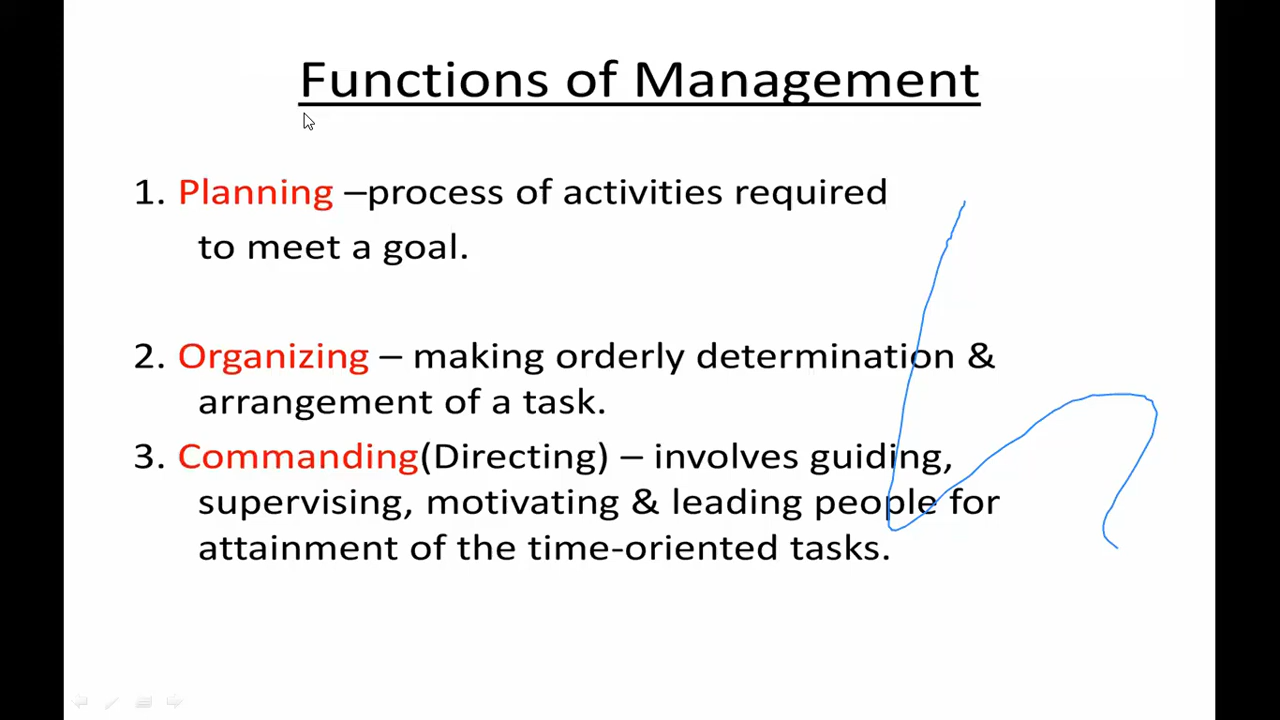 Functions of Management
1. Planning –process of activities required
to meet a goal.
2. Organizing – making orderly determination &
arrangement of a task.
3. Commanding(Directing) – involves guiding,
supervising, motivating & leading people for
attainment of the time-oriented tasks.